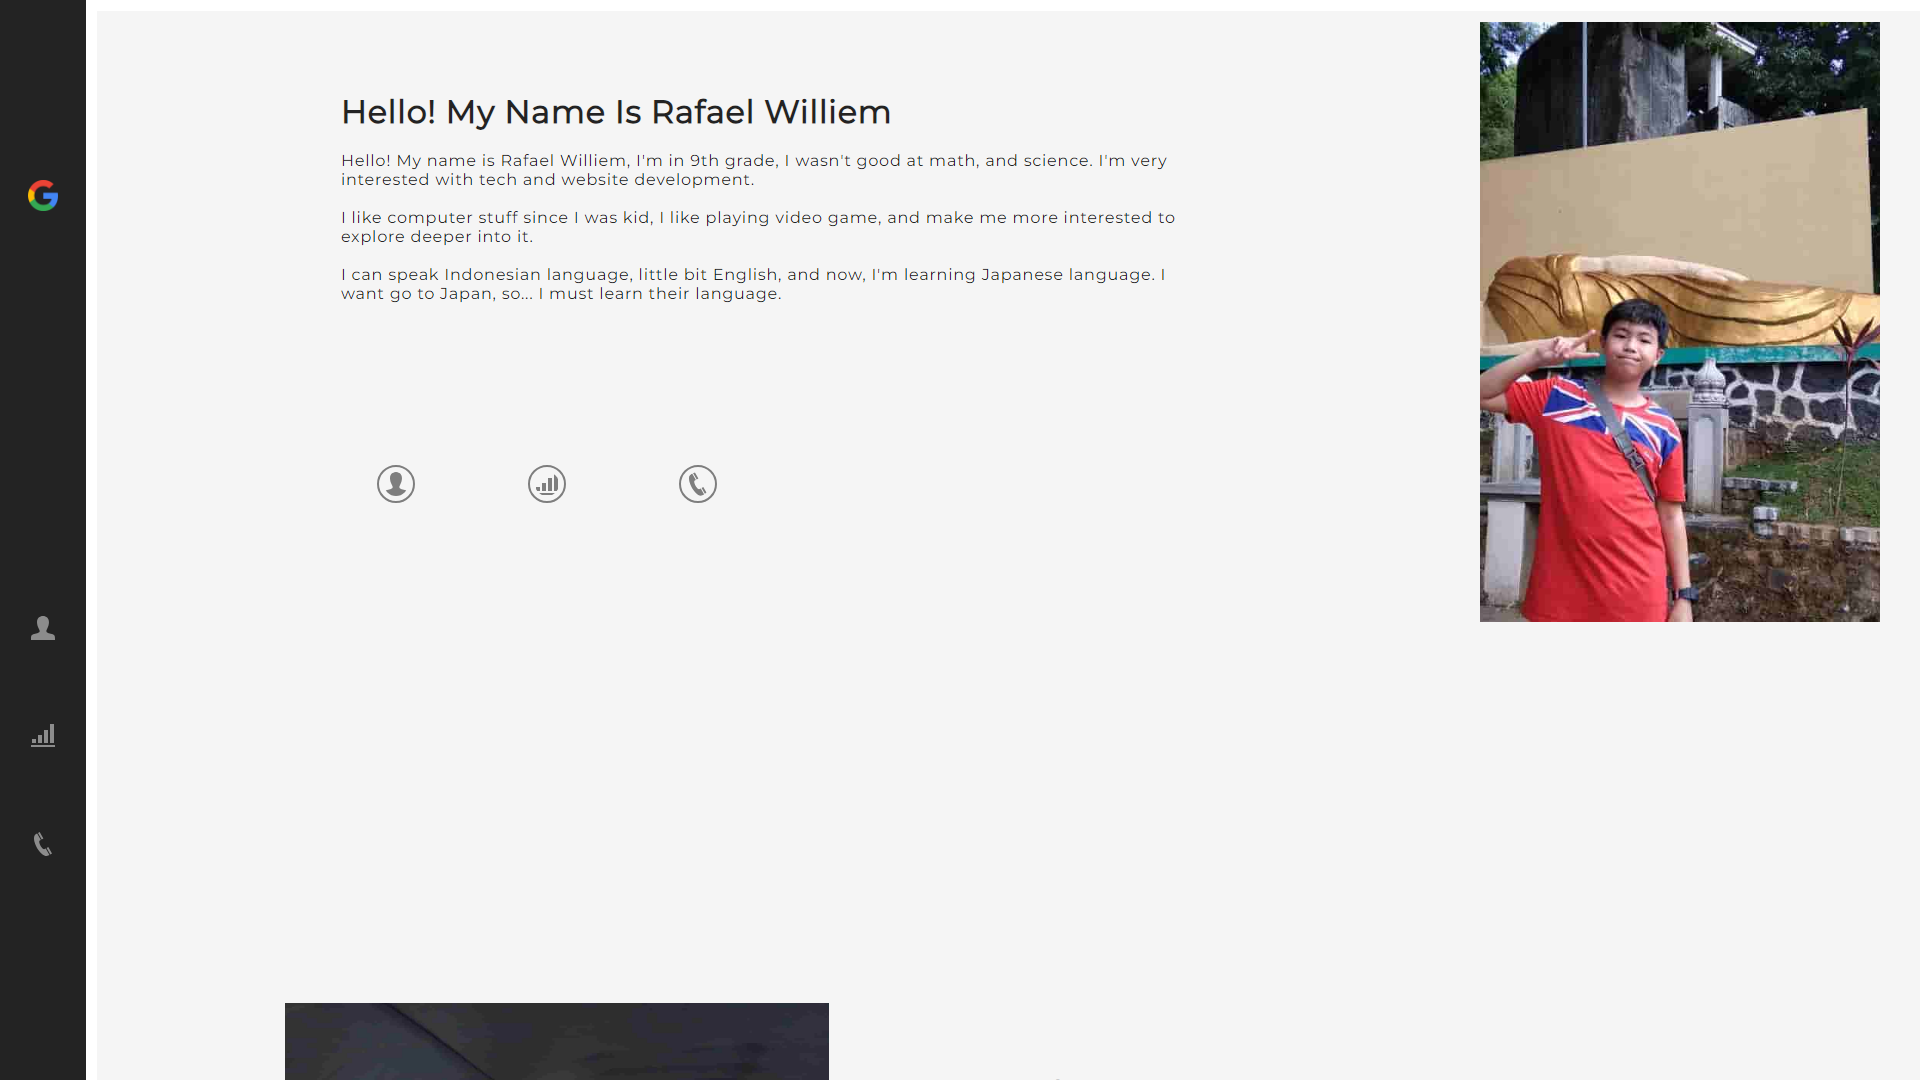 Hello! My Name Is Rafael Williem
Hello! My name is Rafael Williem, I'm in 9th grade, I wasn't good at math, and science. I'm very
interested with tech and website development.
I like computer stuff since I was kid, I like playing video game, and make me more interested to
explore deeper into it.
I can speak Indonesian language, little bit English, and now, I'm learning Japanese language. I
want go to Japan, so... I must learn their language.